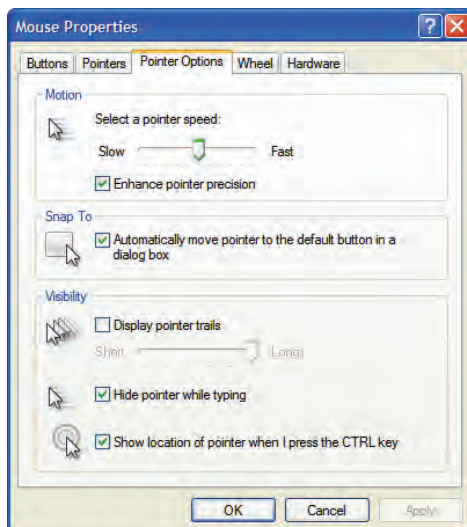 Mouse Properties
Buttons Pointers Pointer Options Wheel Hardware
Motion
Select a pointer speed:
Slow Fast
Enhance pointer precision
Snap To
Automatically move pointer to the default button in a
dialog box
Visibility
Display pointer trails
Short Long
Hide pointer while typing
Show location of pointer when I press the CTRL key
OK Cancel Apply